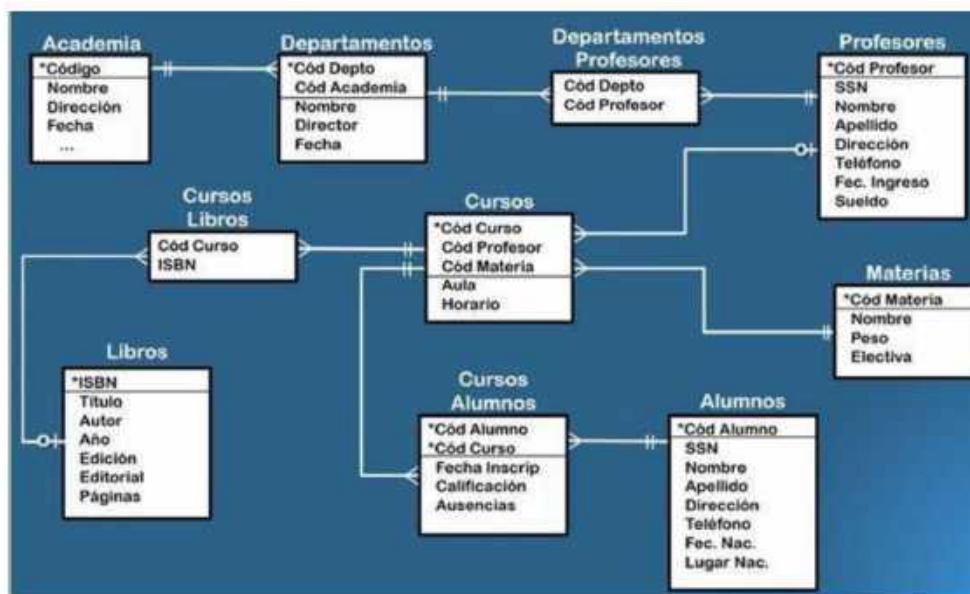 Academia
*Código
Nombre
Dirección
Fecha
...
Departamentos
*Cód Depto
Cód Academia
Nombre
Director
Fecha
Departamentos
Profesores
Cód Depto
Cód Profesor
Profesores
*Cód Profesor
SSN
Nombre
Apellido
Dirección
Teléfono
Fec. Ingreso
Sueldo
Cursos
Libros
Cód Curso
ISBN
Cursos
*Cód Curso
Cód Profesor
Cód Materia
Aula
Horario
Materias
*Cód Materia
Nombre
Peso
Electiva
Libros
*ISBN
Título
Autor
Año
Edición
Editorial
Páginas
Cursos
Alumnos
*Cód Alumno
*Cód Curso
Fecha Inscrip
Calificación
Ausencias
Alumnos
*Cód Alumno
SSN
Nombre
Apellido
Dirección
Teléfono
Fec. Nac.
Lugar Nac.